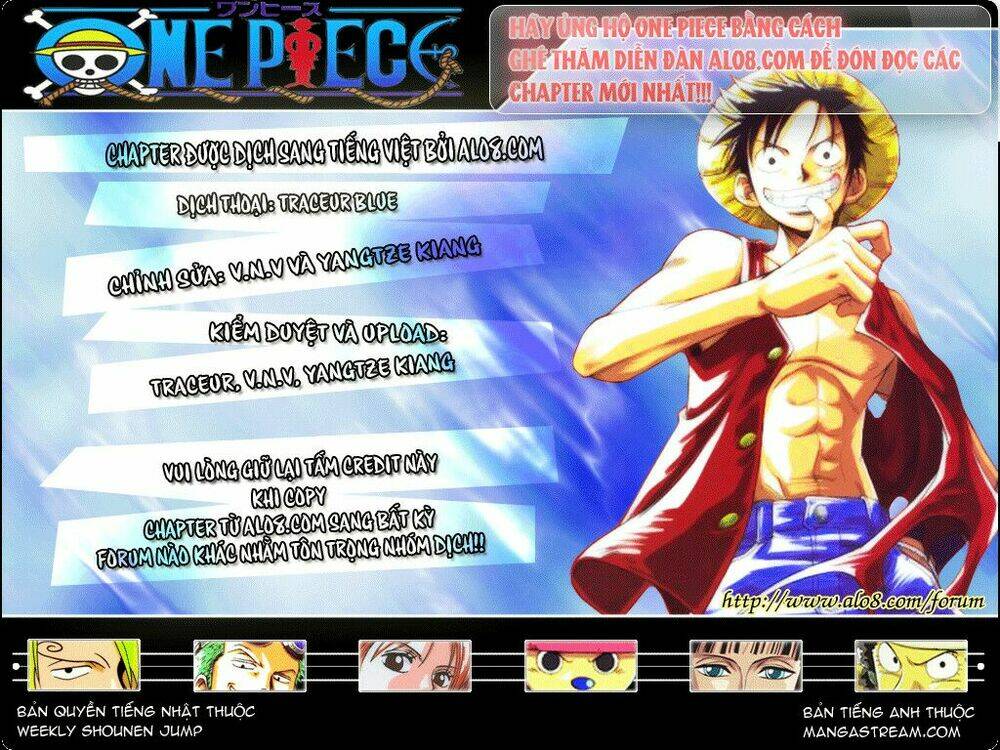 ワンピース
ONE PIECE
HÃY ỦNG HỘ ONE PIECE BẰNG CÁCH
GHÉ THĂM DIỄN ĐÀN ALO8.COM ĐỂ ĐÓN ĐỌC CÁC
CHAPTER MỚI NHẤT!!!
CHAPTER ĐƯỢC DỊCH SANG TIẾNG VIỆT BỞI ALO8.COM
DỊCH THOẠI: TRACEUR BLUE
CHỈNH SỬA: V.N.V VÀ YANGTZE KIANG
KIỂM DUYỆT VÀ UPLOAD:
TRACEUR, V.N.V, YANGTZE KIANG
VUI LÒNG GIỮ LẠI TẤM CREDIT NÀY
KHI COPY
CHAPTER TỪ ALO8.COM SANG BẤT KỲ
FORUM NÀO KHÁC NHẰM TÔN TRỌNG NHÓM DỊCH!!
http://www.alo8.com/forum
BẢN QUYỀN TIẾNG NHẬT THUỘC
WEEKLY SHOUNEN JUMP
BẢN TIẾNG ANH THUỘC
MANGASTREAM.COM